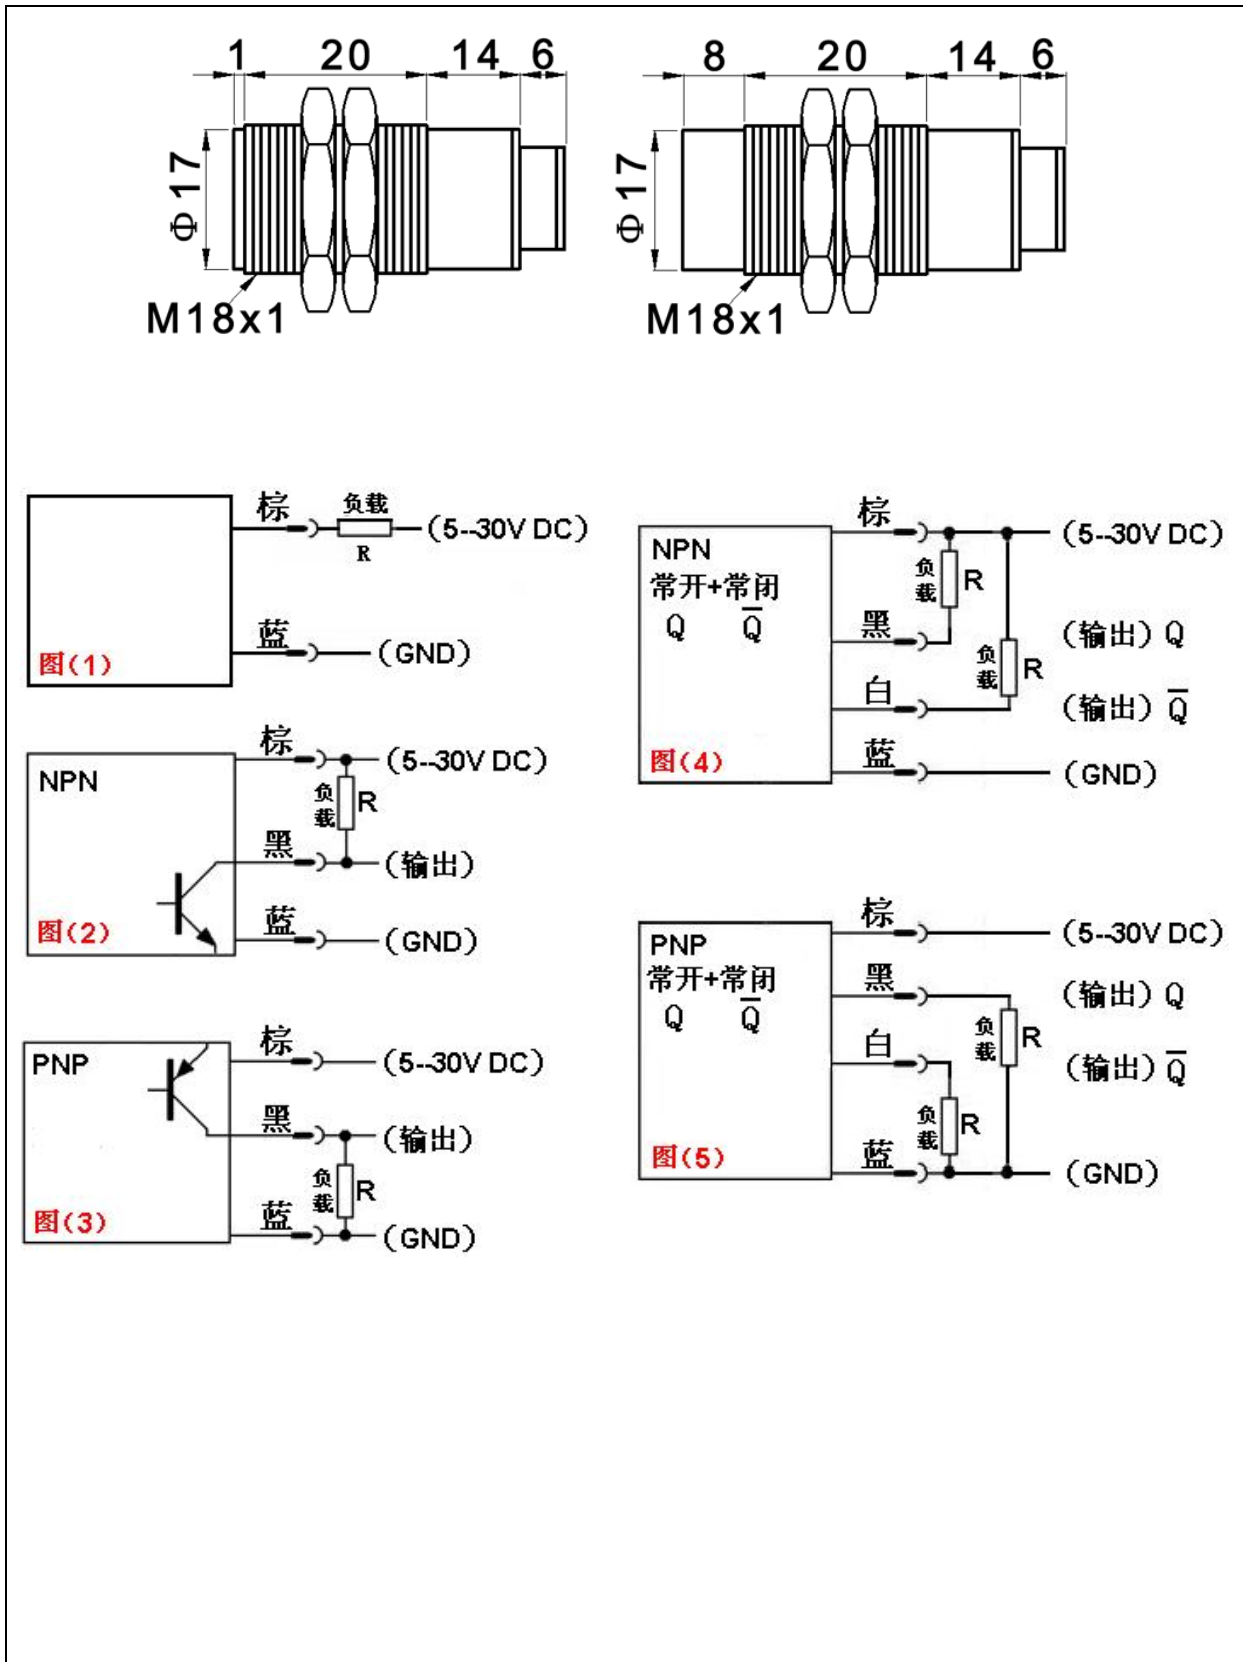 1 20 14 6
Φ17
M18x1
8 20 14 6
Φ17
M18x1
棕
负载
R
(5--30V DC)
蓝
(GND)
图(1)
NPN
棕
(5--30V DC)
负载
R
黑
(输出)
蓝
(GND)
图(2)
PNP
棕
(5--30V DC)
黑
(输出)
负载
R
蓝
(GND)
图(3)
NPN
常开+常闭
Q Q̅
棕
(5--30V DC)
负载
R
黑
(输出) Q
负载
R
白
(输出) Q̅
蓝
(GND)
图(4)
PNP
常开+常闭
Q Q̅
棕
(5--30V DC)
黑
(输出) Q
负载
R
白
(输出) Q̅
负载
R
蓝
(GND)
图(5)